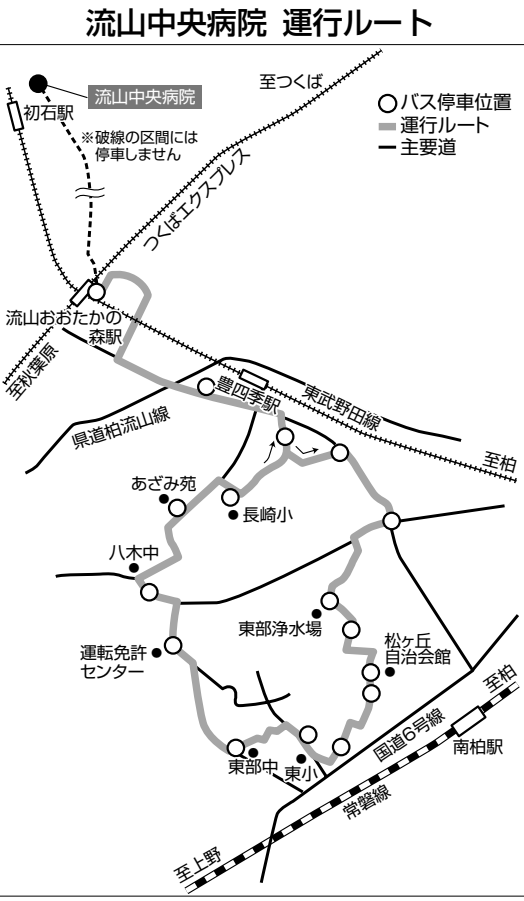 流山中央病院 運行ルート
至つくば
流山中央病院
初石駅
バス停車位置
運行ルート
主要道
※破線の区間には
停車しません
つくばエクスプレス
流山おおたかの
森駅
至秋葉原
豊四季駅
東武野田線
県道柏流山線
至柏
あざみ苑
長崎小
八木中
東部浄水場
松ヶ丘
自治会館
運転免許
センター
至柏
国道6号線
南柏駅
東部中
東小
常磐線
至上野